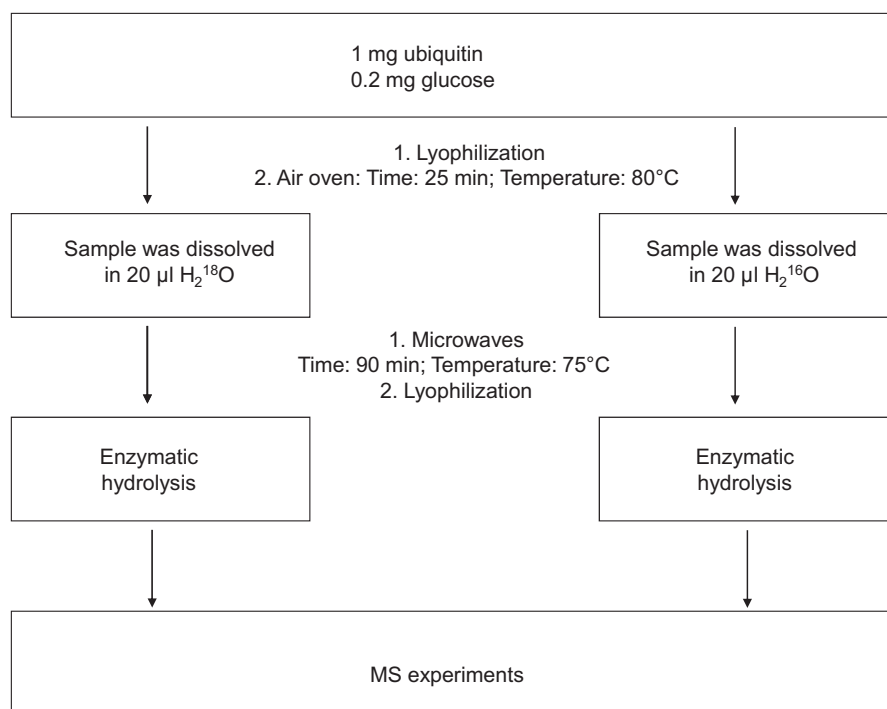 1 mg ubiquitin
0.2 mg glucose
1. Lyophilization
2. Air oven: Time: 25 min; Temperature: 80°C
Sample was dissolved
in 20 µl H₂¹⁸O
Sample was dissolved
in 20 µl H₂¹⁶O
1. Microwaves
Time: 90 min; Temperature: 75°C
2. Lyophilization
Enzymatic
hydrolysis
Enzymatic
hydrolysis
MS experiments